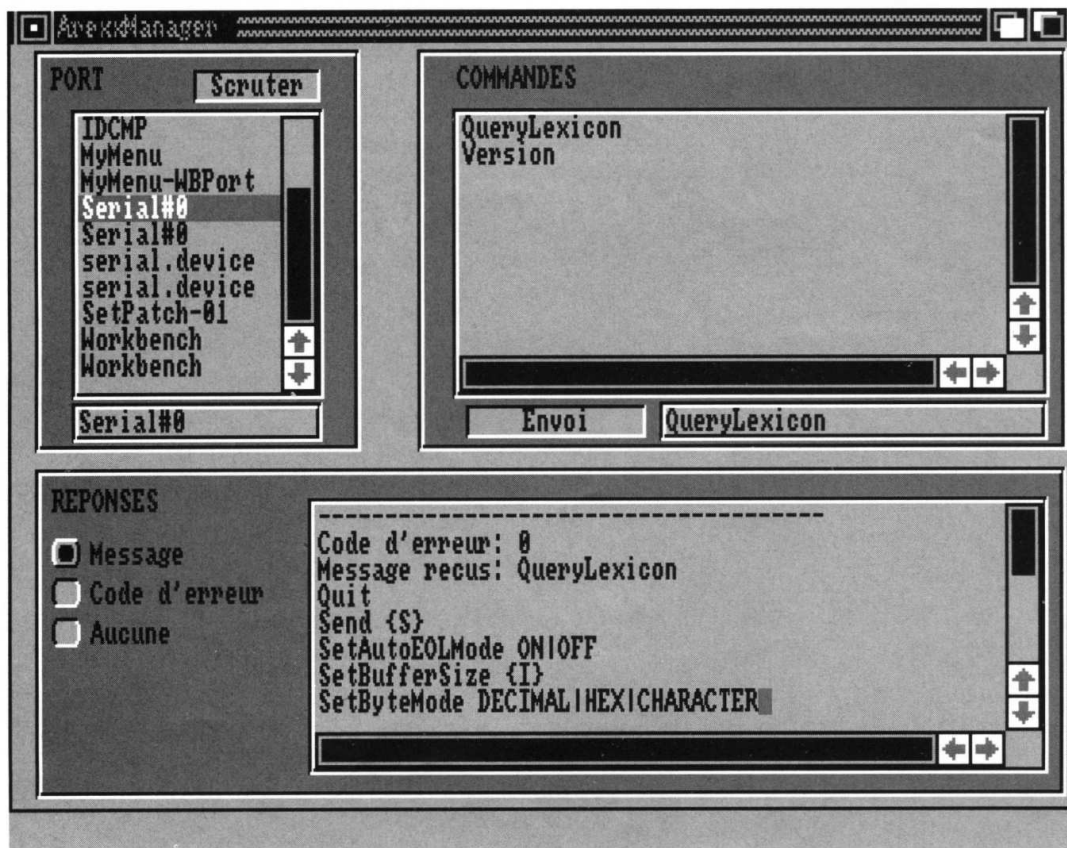 ArexxManager
PORT
Scruter
IDCMP
MyMenu
MyMenu-WBPort
Serial#0
Serial#0
serial.device
serial.device
SetPatch-01
Workbench
Workbench
Serial#0
COMMANDES
QueryLexicon
Version
Envoi
QueryLexicon
REPONSES
Message
Code d'erreur
Aucune
----------------------------------------
Code d'erreur: 0
Message recus: QueryLexicon
Quit
Send {S}
SetAutoEOLMode ON|OFF
SetBufferSize {I}
SetByteMode DECIMAL|HEX|CHARACTER